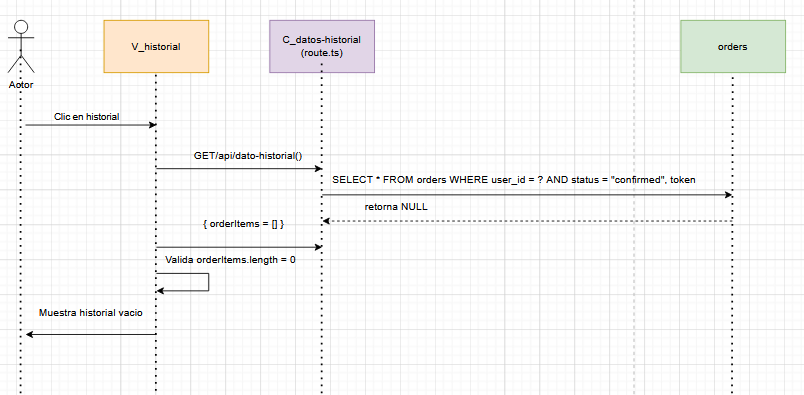 V_historial
C_datos-historial
(route.ts)
orders
Actor
Clic en historial
GET/api/dato-historial()
SELECT * FROM orders WHERE user_id = ? AND status = "confirmed", token
retorna NULL
{ orderItems = [] }
Valida orderItems.length = 0
Muestra historial vacio